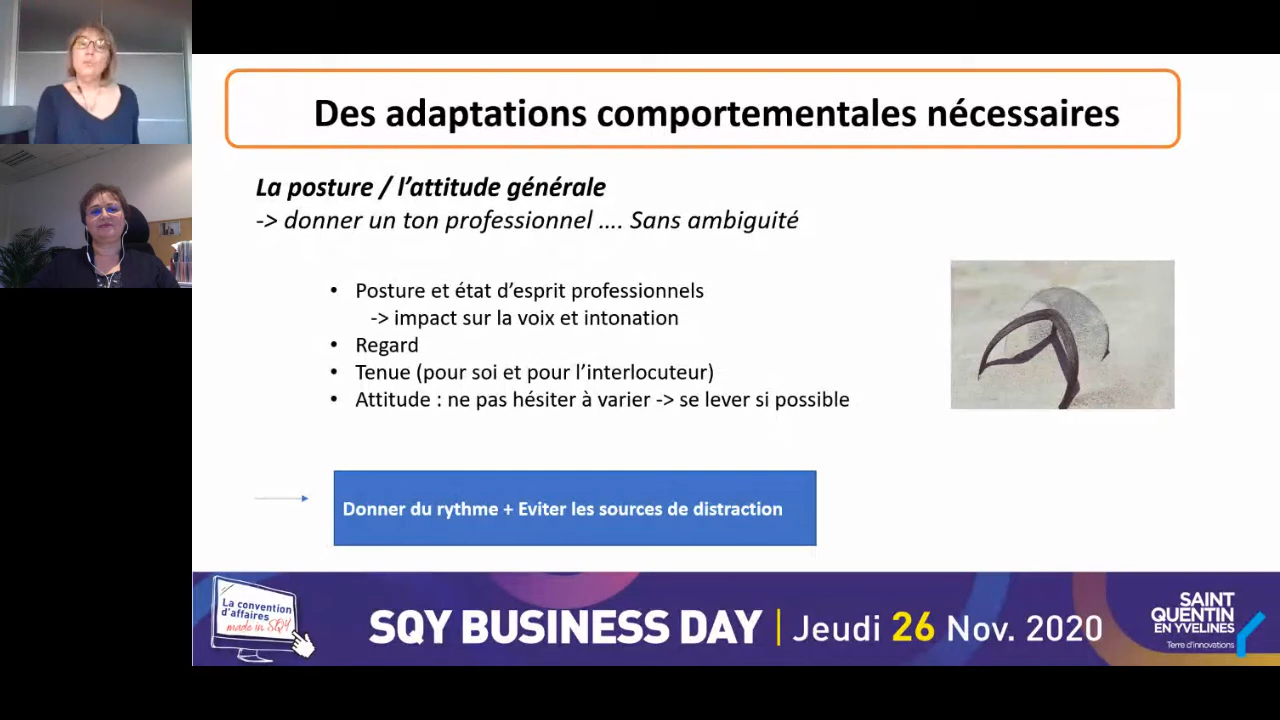 Des adaptations comportementales nécessaires
La posture / l’attitude générale
-> donner un ton professionnel …. Sans ambiguité
• Posture et état d’esprit professionnels
-> impact sur la voix et intonation
• Regard
• Tenue (pour soi et pour l’interlocuteur)
• Attitude : ne pas hésiter à varier -> se lever si possible
Donner du rythme + Eviter les sources de distraction
La convention
d’affaires
made in SQY
SQY BUSINESS DAY | Jeudi 26 Nov. 2020
SAINT
QUENTIN
EN YVELINES
Terre d’innovations